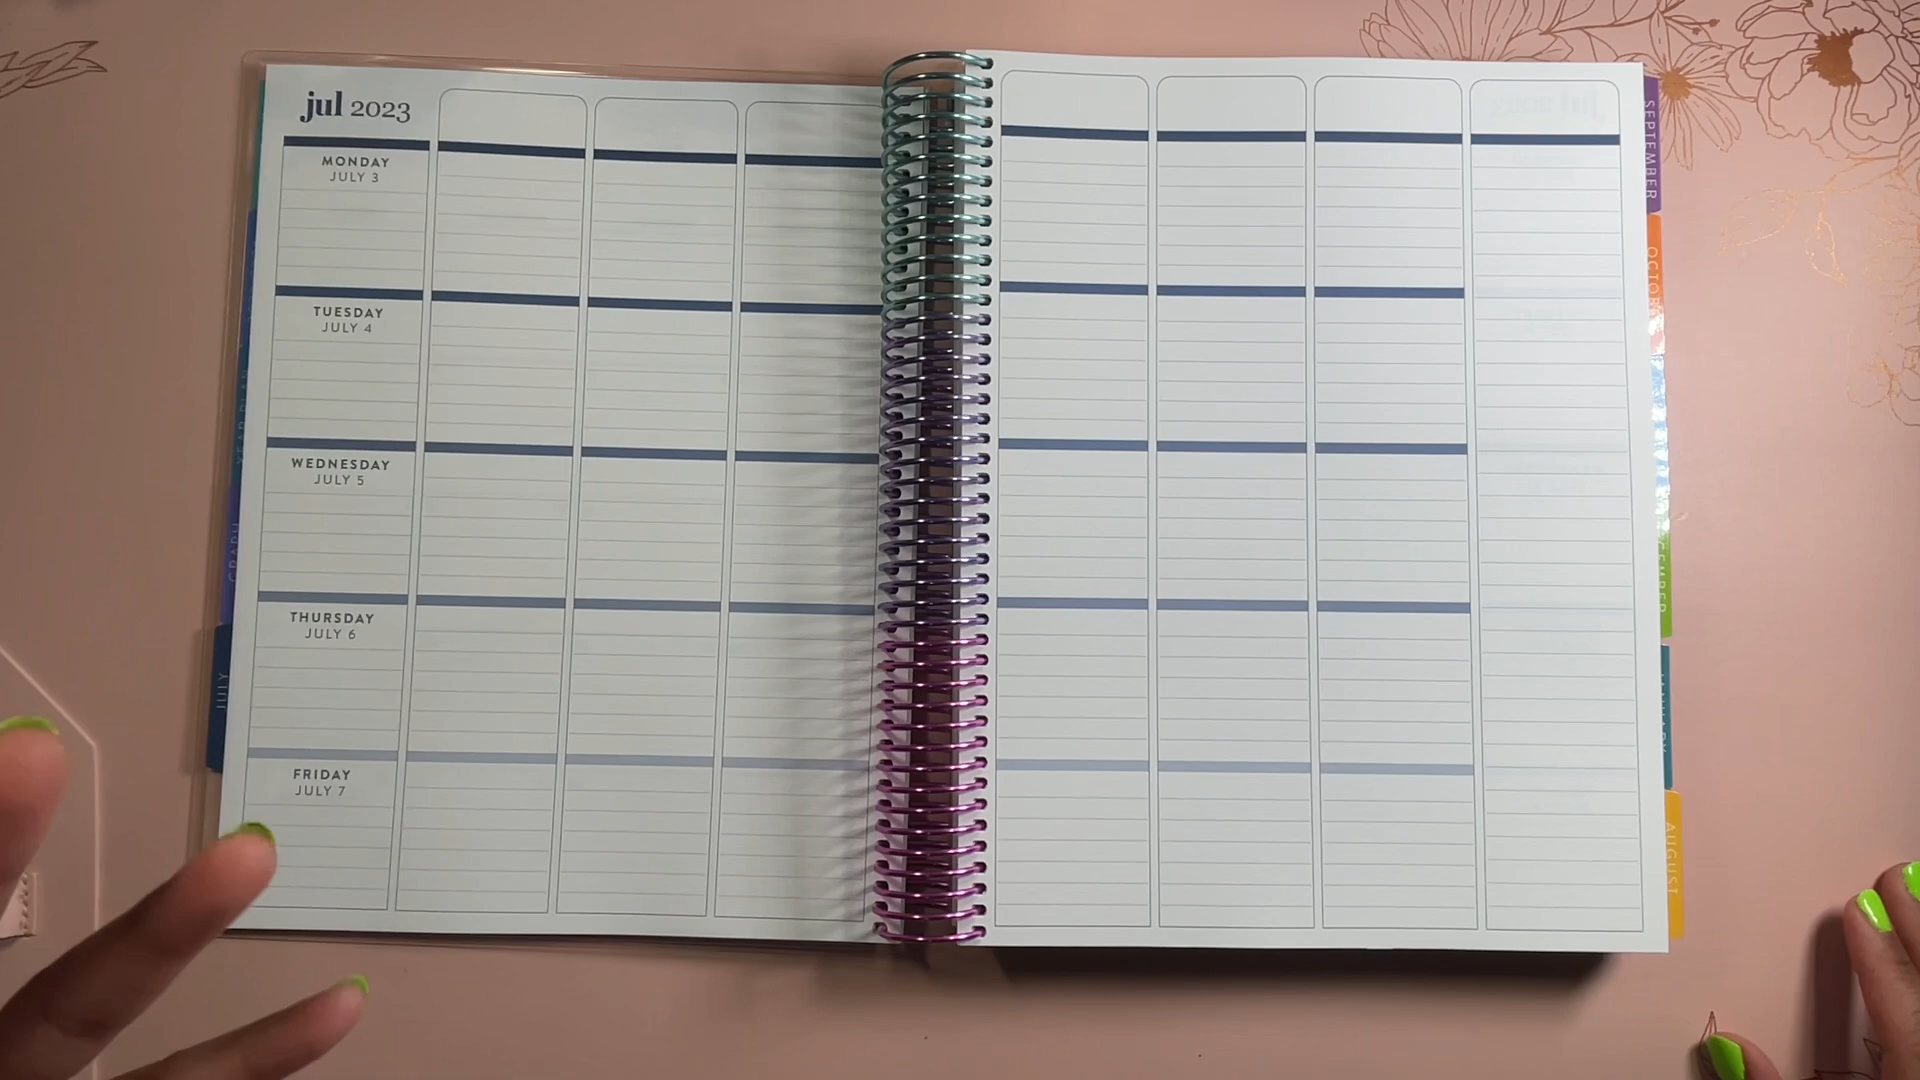 jul 2023
MONDAY
JULY 3
TUESDAY
JULY 4
WEDNESDAY
JULY 5
THURSDAY
JULY 6
FRIDAY
JULY 7
JULY
SEPTEMBER
AUGUST